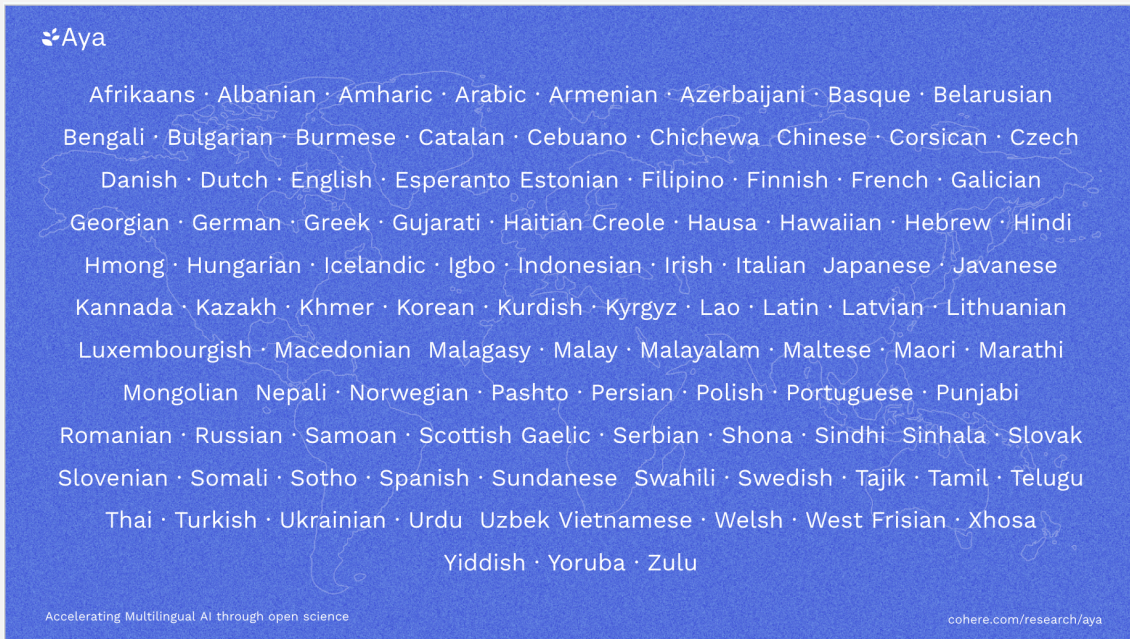 Aya
Afrikaans · Albanian · Amharic · Arabic · Armenian · Azerbaijani · Basque · Belarusian
Bengali · Bulgarian · Burmese · Catalan · Cebuano · Chichewa Chinese · Corsican · Czech
Danish · Dutch · English · Esperanto Estonian · Filipino · Finnish · French · Galician
Georgian · German · Greek · Gujarati · Haitian Creole · Hausa · Hawaiian · Hebrew · Hindi
Hmong · Hungarian · Icelandic · Igbo · Indonesian · Irish · Italian Japanese · Javanese
Kannada · Kazakh · Khmer · Korean · Kurdish · Kyrgyz · Lao · Latin · Latvian · Lithuanian
Luxembourgish · Macedonian Malagasy · Malay · Malayalam · Maltese · Maori · Marathi
Mongolian Nepali · Norwegian · Pashto · Persian · Polish · Portuguese · Punjabi
Romanian · Russian · Samoan · Scottish Gaelic · Serbian · Shona · Sindhi Sinhala · Slovak
Slovenian · Somali · Sotho · Spanish · Sundanese Swahili · Swedish · Tajik · Tamil · Telugu
Thai · Turkish · Ukrainian · Urdu Uzbek Vietnamese · Welsh · West Frisian · Xhosa
Yiddish · Yoruba · Zulu
Accelerating Multilingual AI through open science
cohere.com/research/aya